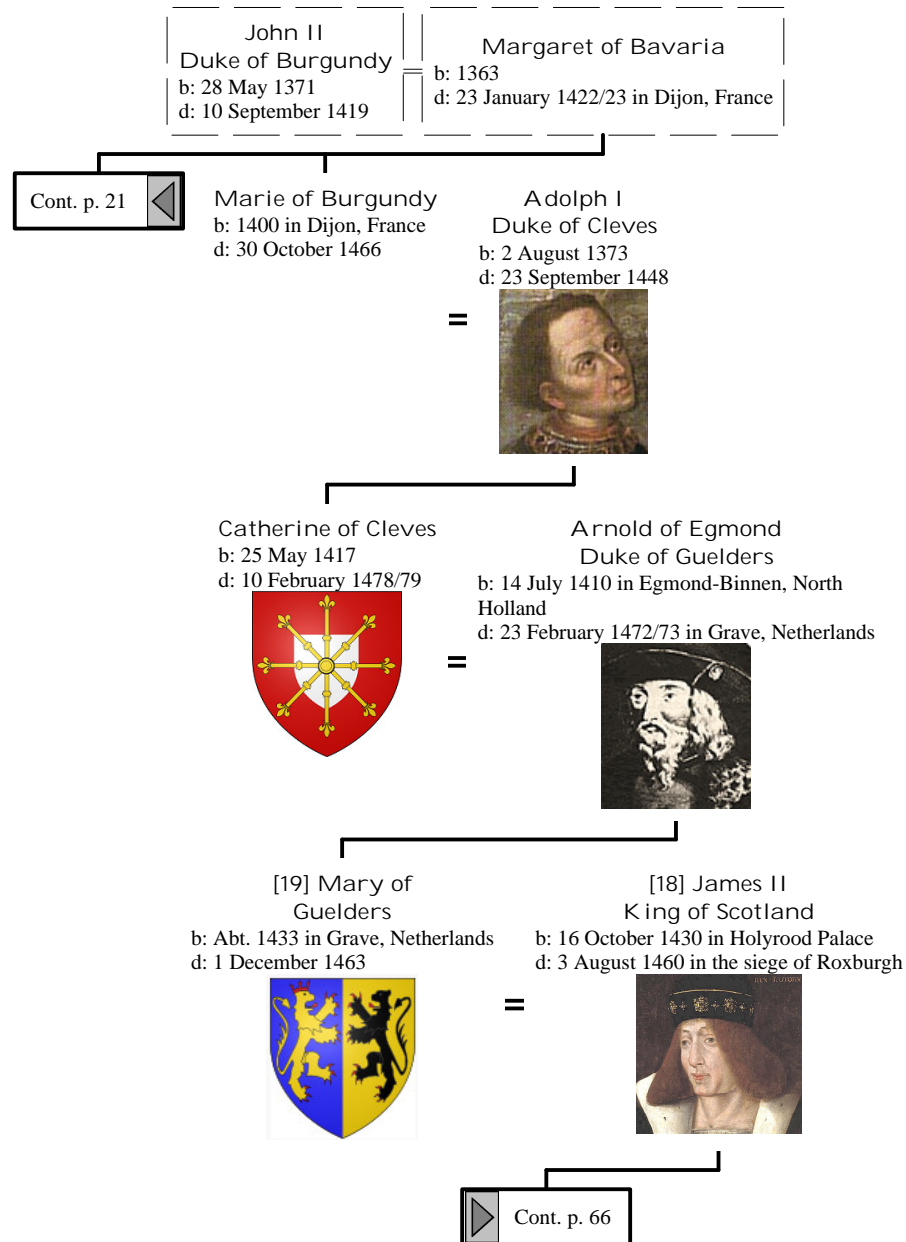 John II
Duke of Burgundy
b: 28 May 1371
d: 10 September 1419
=
Margaret of Bavaria
b: 1363
d: 23 January 1422/23 in Dijon, France
Cont. p. 21
Marie of Burgundy
b: 1400 in Dijon, France
d: 30 October 1466
=
Adolph I
Duke of Cleves
b: 2 August 1373
d: 23 September 1448
Catherine of Cleves
b: 25 May 1417
d: 10 February 1478/79
=
Arnold of Egmond
Duke of Guelders
b: 14 July 1410 in Egmond-Binnen, North
Holland
d: 23 February 1472/73 in Grave, Netherlands
[19] Mary of
Guelders
b: Abt. 1433 in Grave, Netherlands
d: 1 December 1463
=
[18] James II
King of Scotland
b: 16 October 1430 in Holyrood Palace
d: 3 August 1460 in the siege of Roxburgh
Cont. p. 66